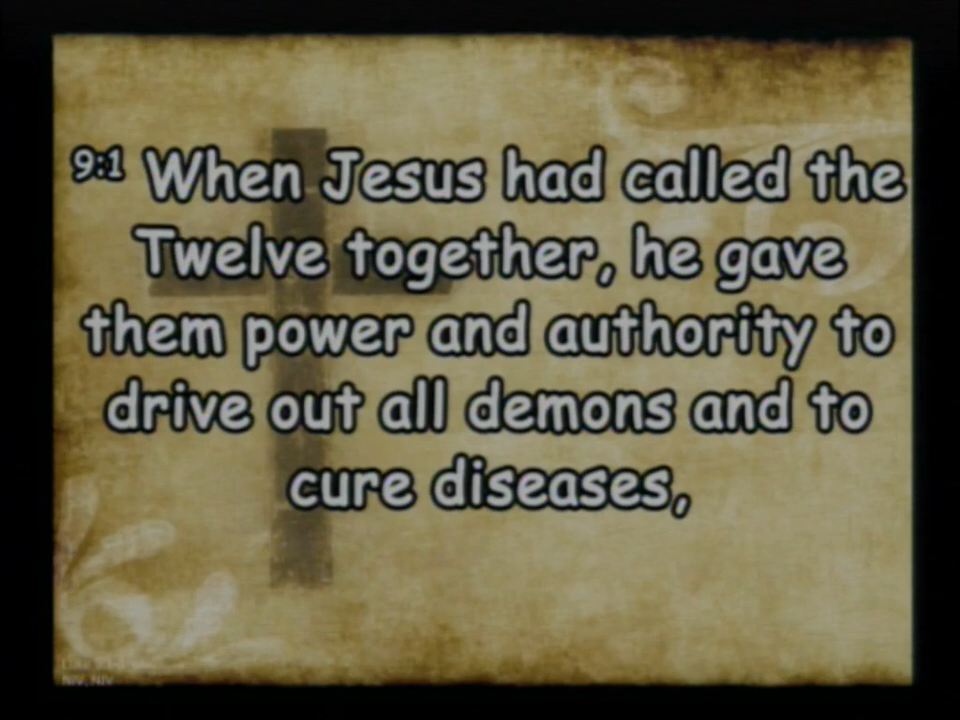 9:1 When Jesus had called the
Twelve together, he gave
them power and authority to
drive out all demons and to
cure diseases,
NIV, NIV